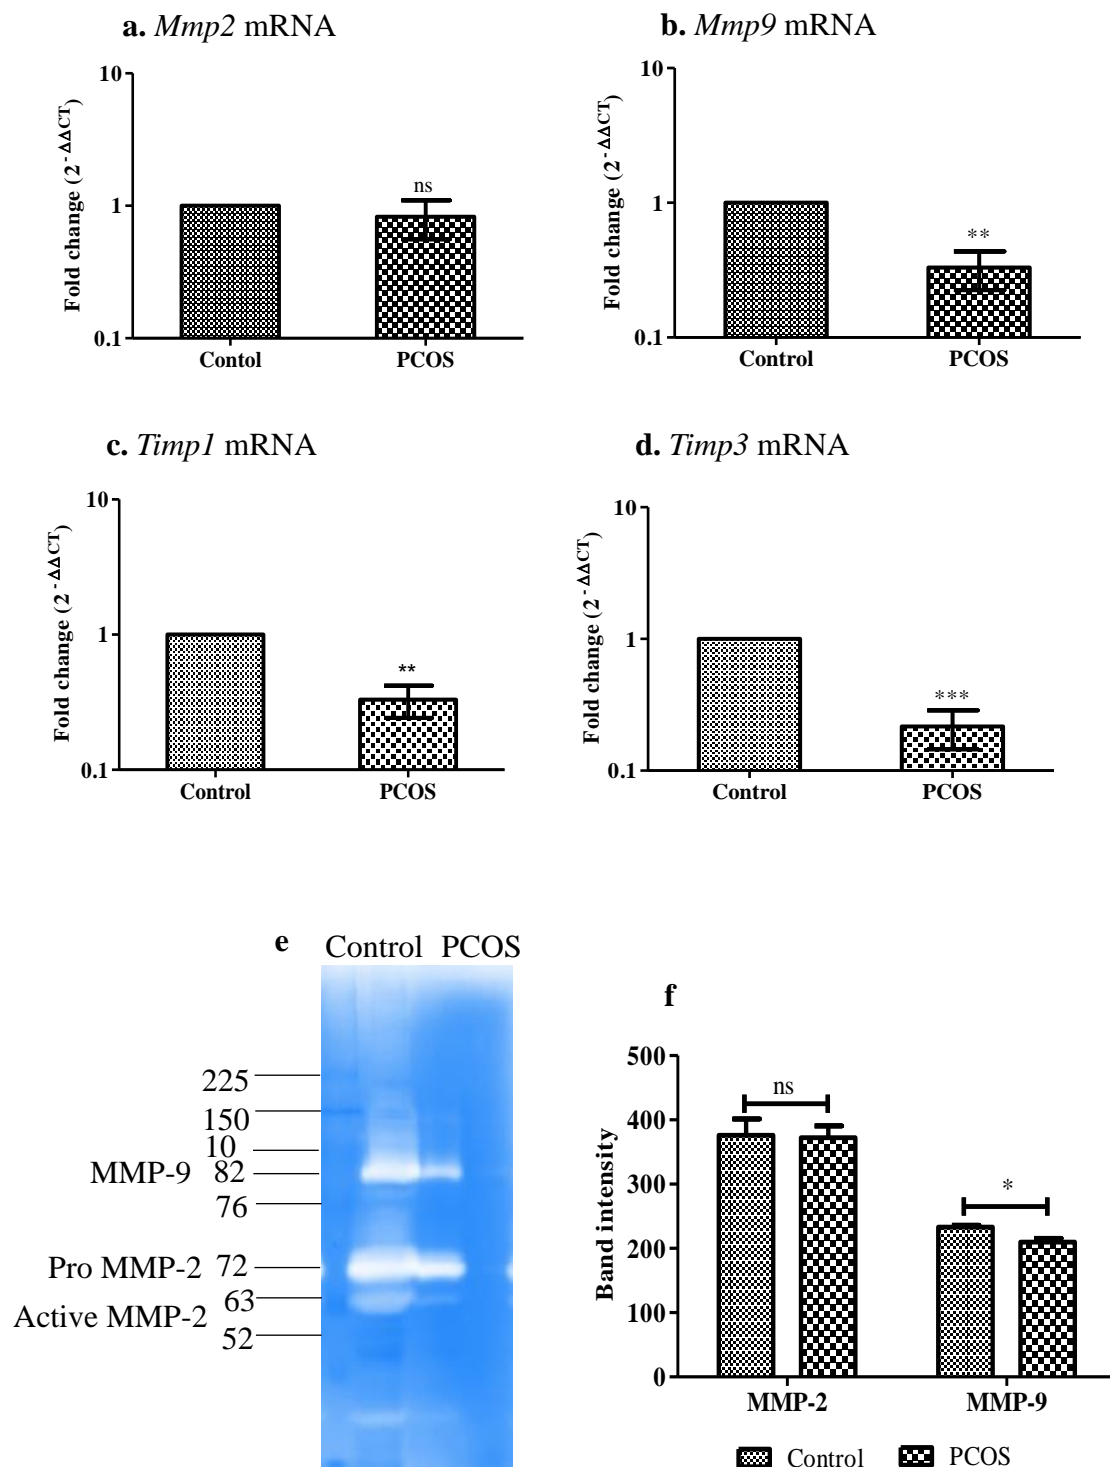 a. Mmp2 mRNA
b. Mmp9 mRNA
Fold change (2^-ΔΔCT)
10
1
0.1
ns
Contol
PCOS
Fold change (2^-ΔΔCT)
10
1
0.1
**
Control
PCOS
c. Timp1 mRNA
d. Timp3 mRNA
Fold change (2^-ΔΔCT)
10
1
0.1
**
Control
PCOS
Fold change (2^-ΔΔCT)
10
1
0.1
***
Control
PCOS
e
Control PCOS
225
150
10
MMP-9 82
76
Pro MMP-2 72
63
Active MMP-2
52
f
Band intensity
500
400
300
200
100
0
ns
*
MMP-2
MMP-9
Control
PCOS